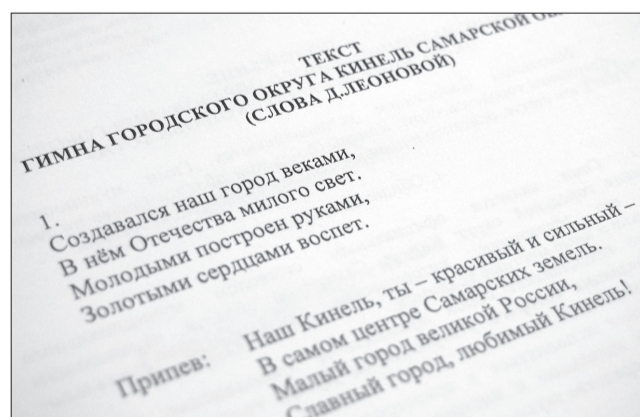 ТЕКСТ
ГИМНА ГОРОДСКОГО ОКРУГА КИНЕЛЬ САМАРСКОЙ
(СЛОВА Д.ЛЕОНОВОЙ)
1.
Создавался наш город веками,
В нём Отечества милого свет.
Молодыми построен руками,
Золотыми сердцами воспет.
Припев: Наш Кинель, ты – красивый и сильный –
В самом центре Самарских земель.
Малый город великой России,
Славный город, любимый Кинель!